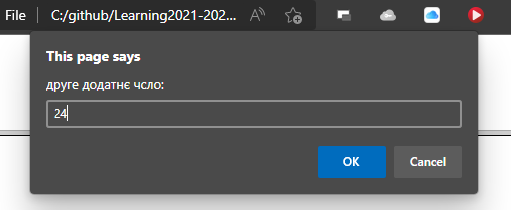 File C:/github/Learning2021-202...
This page says
друге додатнє чсло:
24
OK Cancel